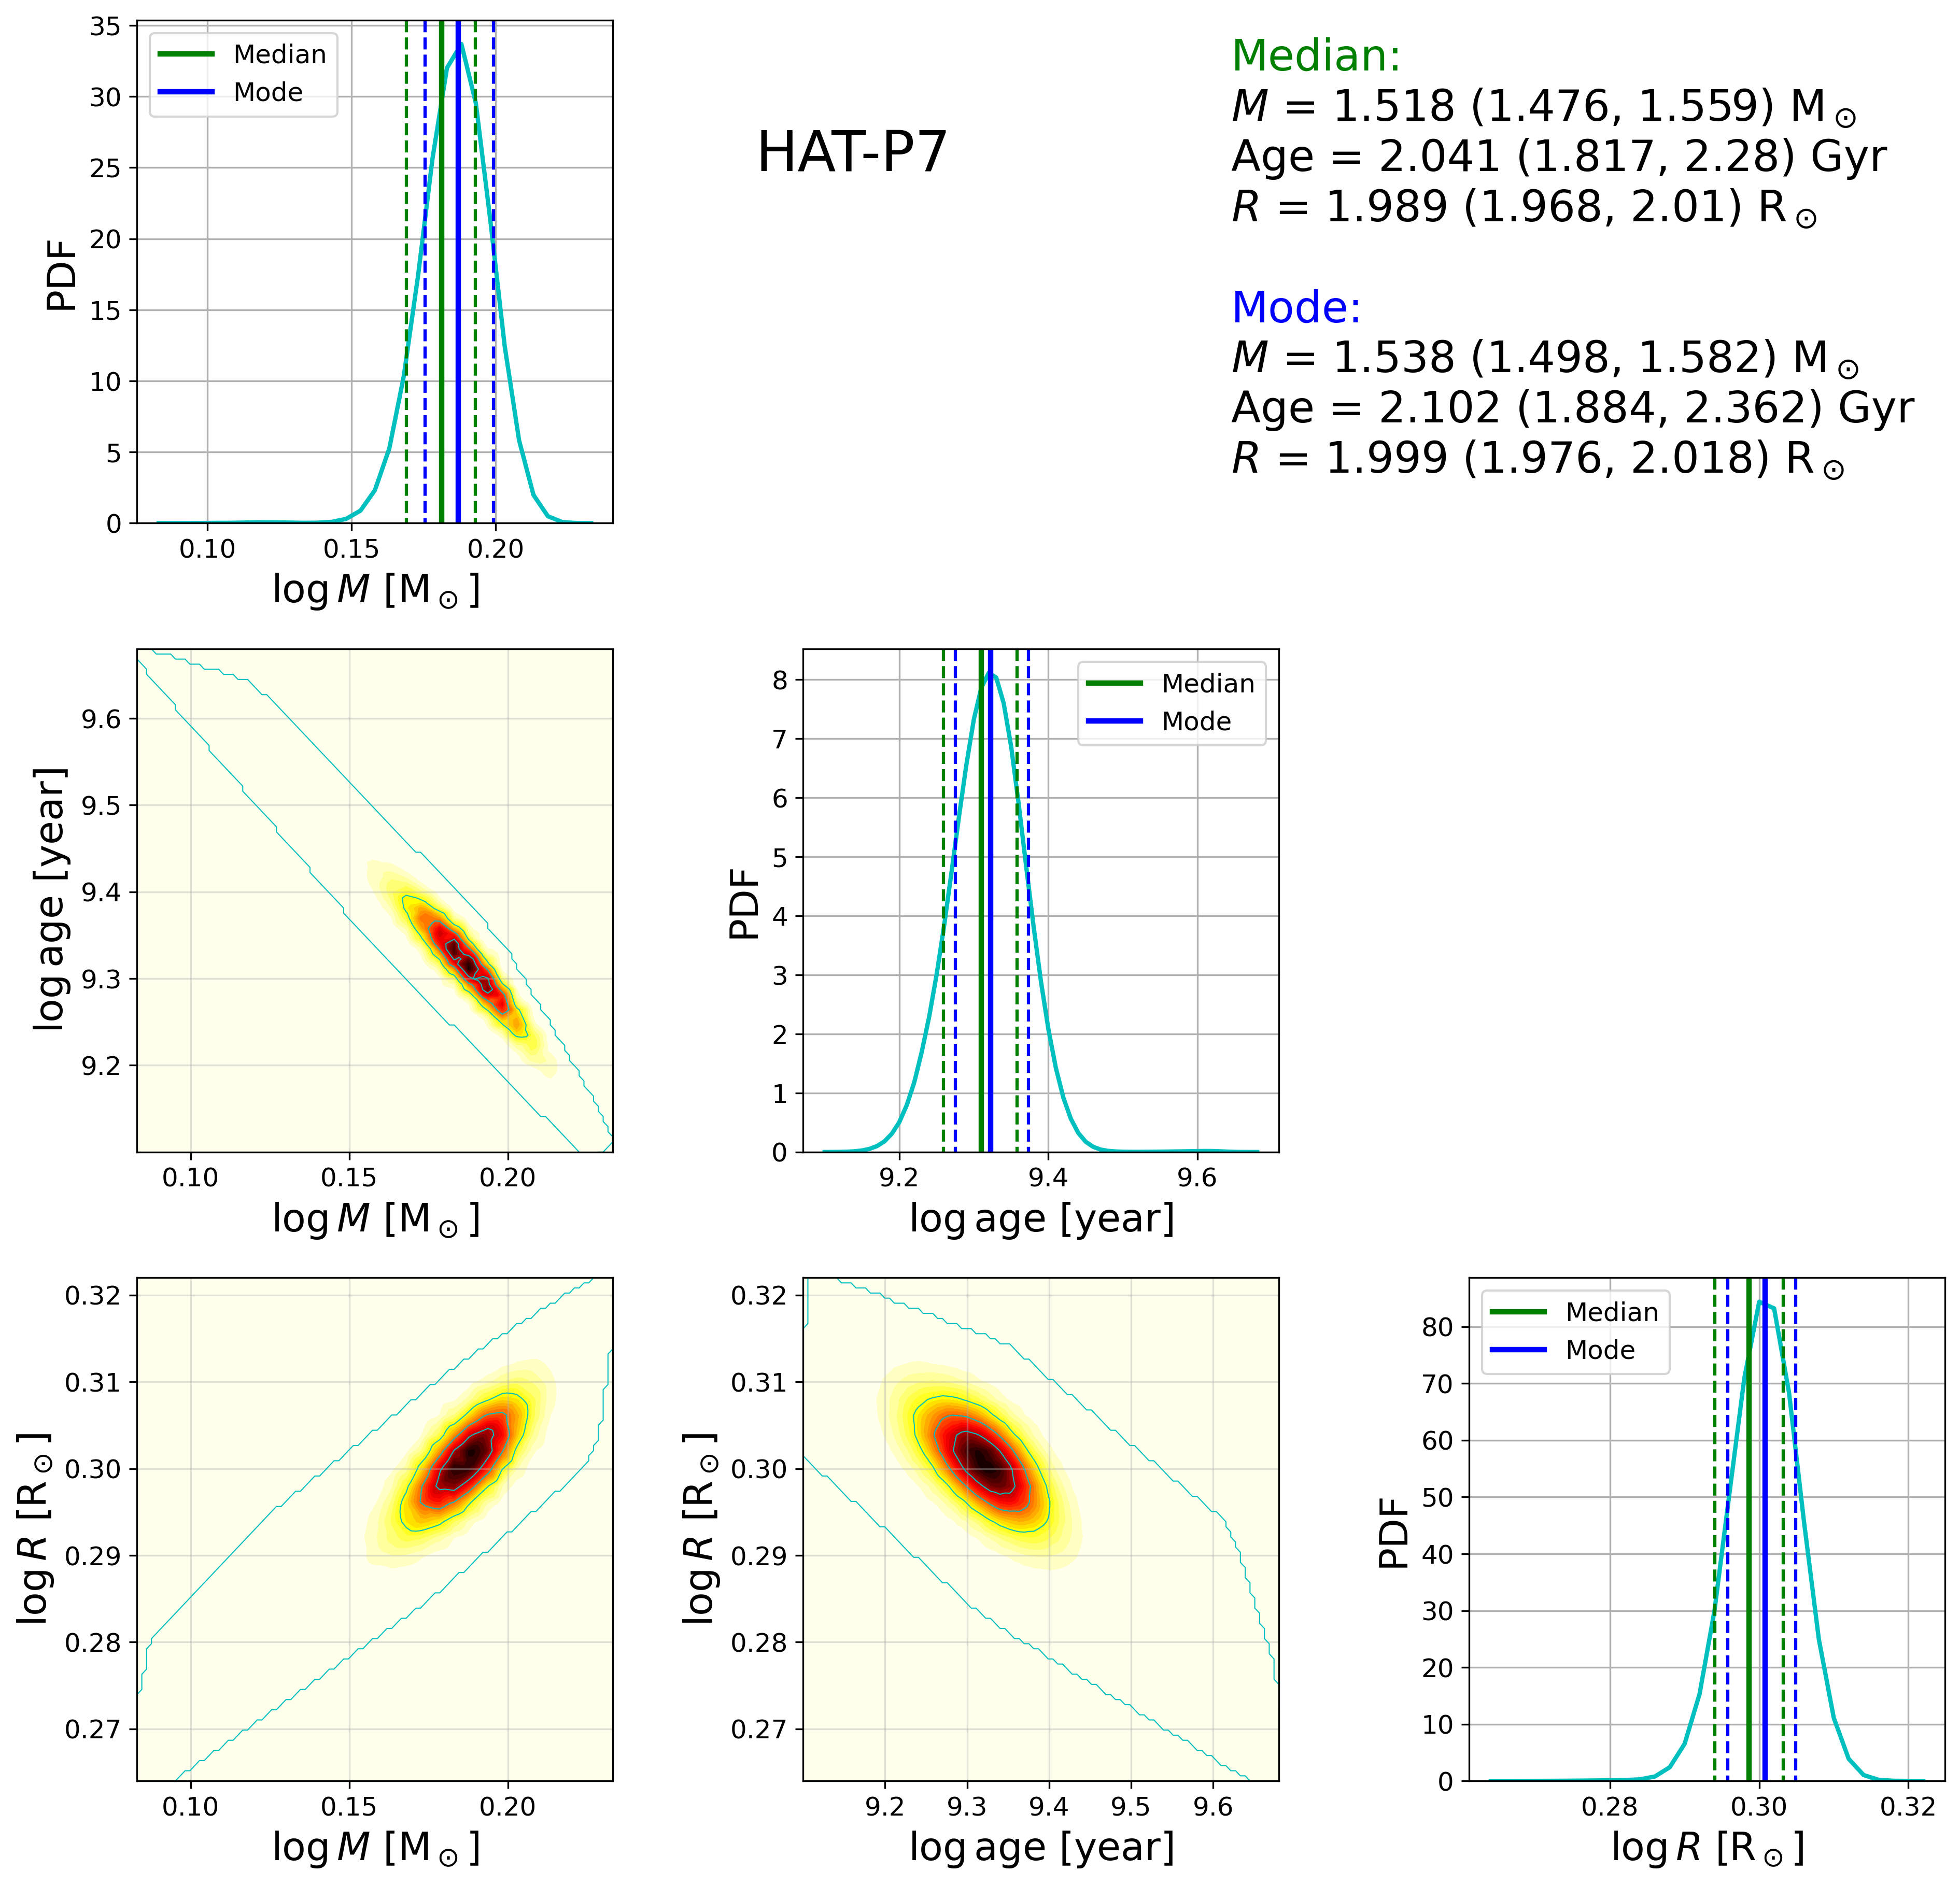 35
30
25
20
15
10
5
0
PDF
Median
Mode
0.10 0.15 0.20
log M [M⊙]
HAT-P7
Median:
M = 1.518 (1.476, 1.559) M⊙
Age = 2.041 (1.817, 2.28) Gyr
R = 1.989 (1.968, 2.01) R⊙
Mode:
M = 1.538 (1.498, 1.582) M⊙
Age = 2.102 (1.884, 2.362) Gyr
R = 1.999 (1.976, 2.018) R⊙
9.6
9.5
9.4
9.3
9.2
log age [year]
0.10 0.15 0.20
log M [M⊙]
8
7
6
5
4
3
2
1
0
PDF
Median
Mode
9.2 9.4 9.6
log age [year]
0.32
0.31
0.30
0.29
0.28
0.27
log R [R⊙]
0.10 0.15 0.20
log M [M⊙]
0.32
0.31
0.30
0.29
0.28
0.27
log R [R⊙]
9.2 9.3 9.4 9.5 9.6
log age [year]
80
70
60
50
40
30
20
10
0
PDF
Median
Mode
0.28 0.30 0.32
log R [R⊙]